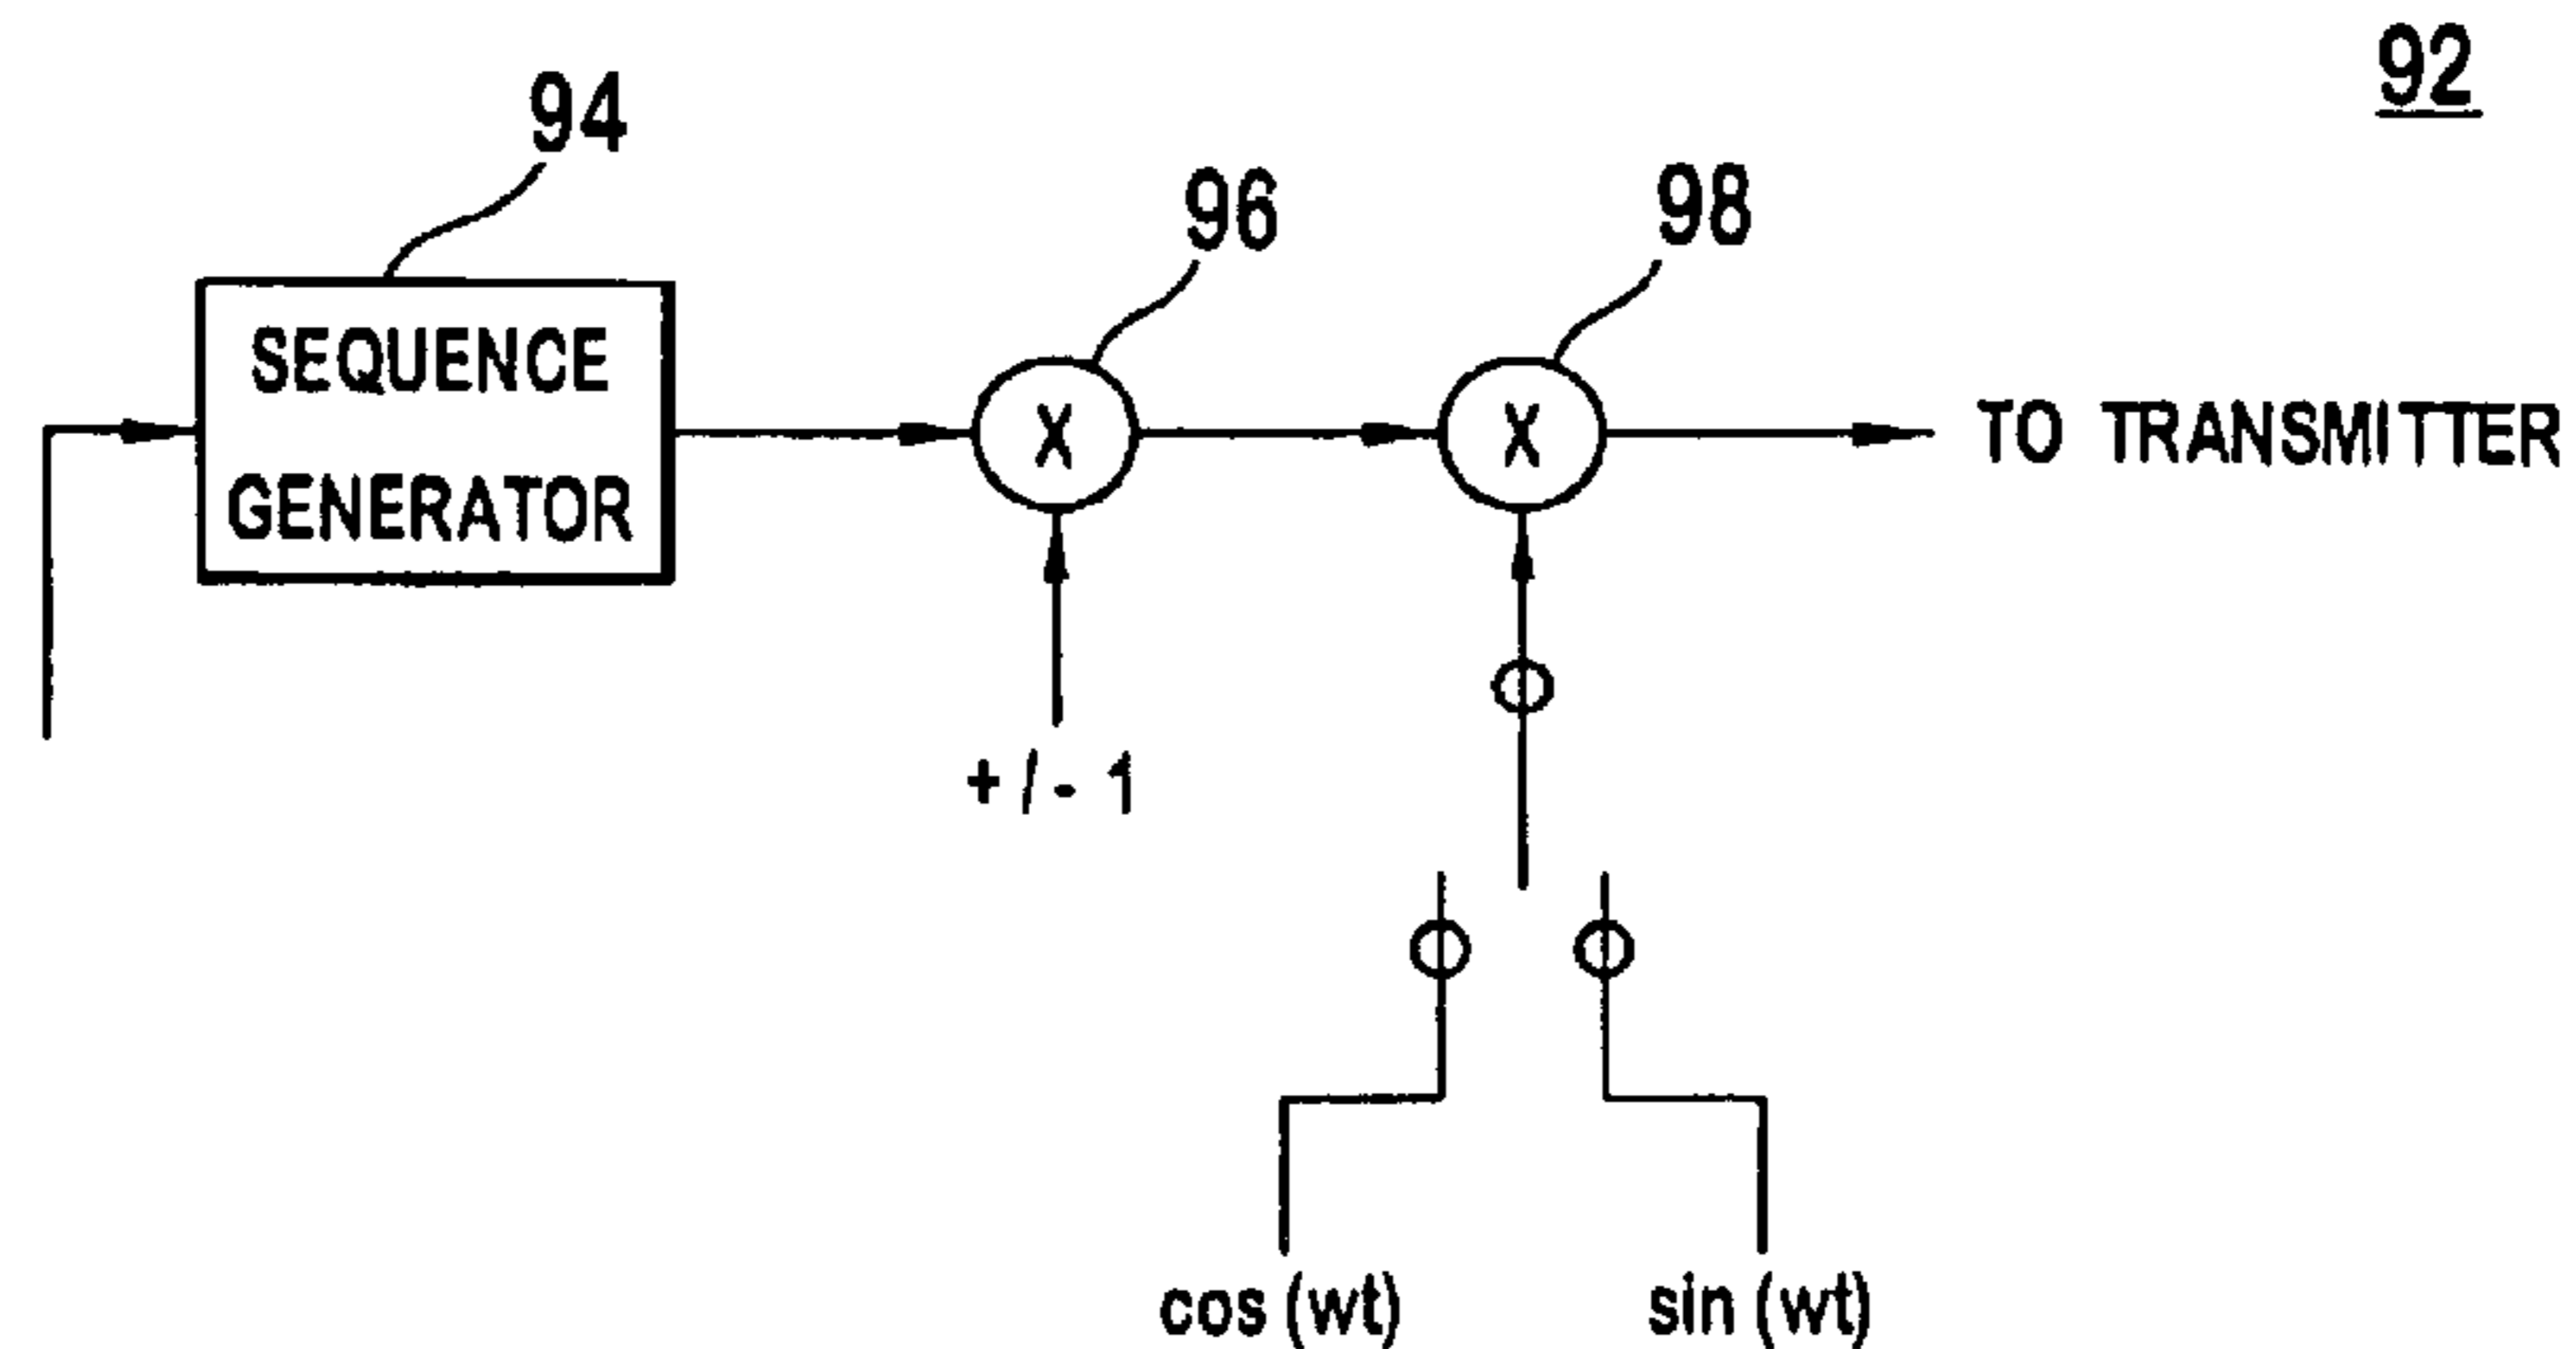 92
94
96
98
SEQUENCE
GENERATOR
X
X
TO TRANSMITTER
+/- 1
cos (wt)
sin (wt)